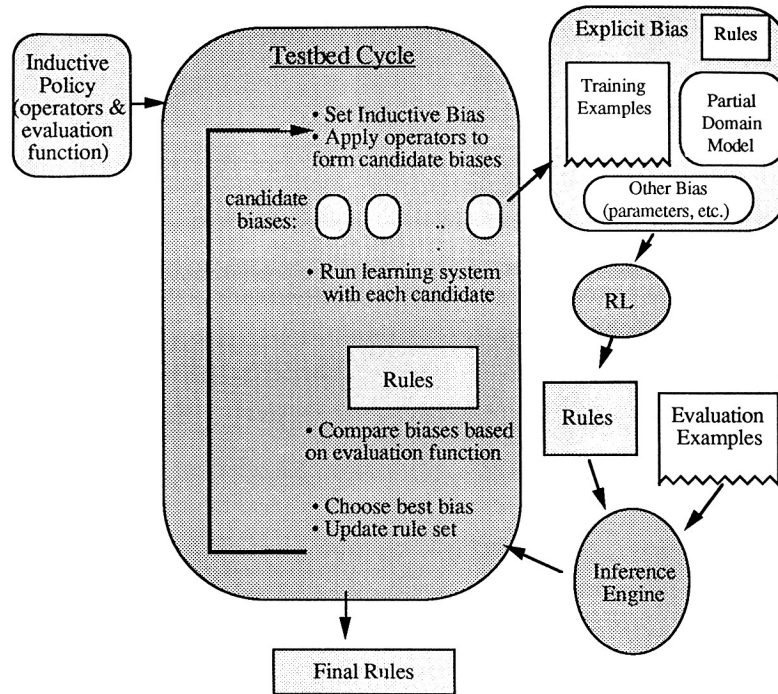 Inductive
Policy
(operators &
evaluation
function)
Testbed Cycle
• Set Inductive Bias
• Apply operators to
form candidate biases
candidate
biases:
..
• Run learning system
with each candidate
Rules
• Compare biases based
on evaluation function
• Choose best bias
• Update rule set
Final Rules
Explicit Bias
Rules
Training
Examples
Partial
Domain
Model
Other Bias
(parameters, etc.)
RL
Rules
Evaluation
Examples
Inference
Engine